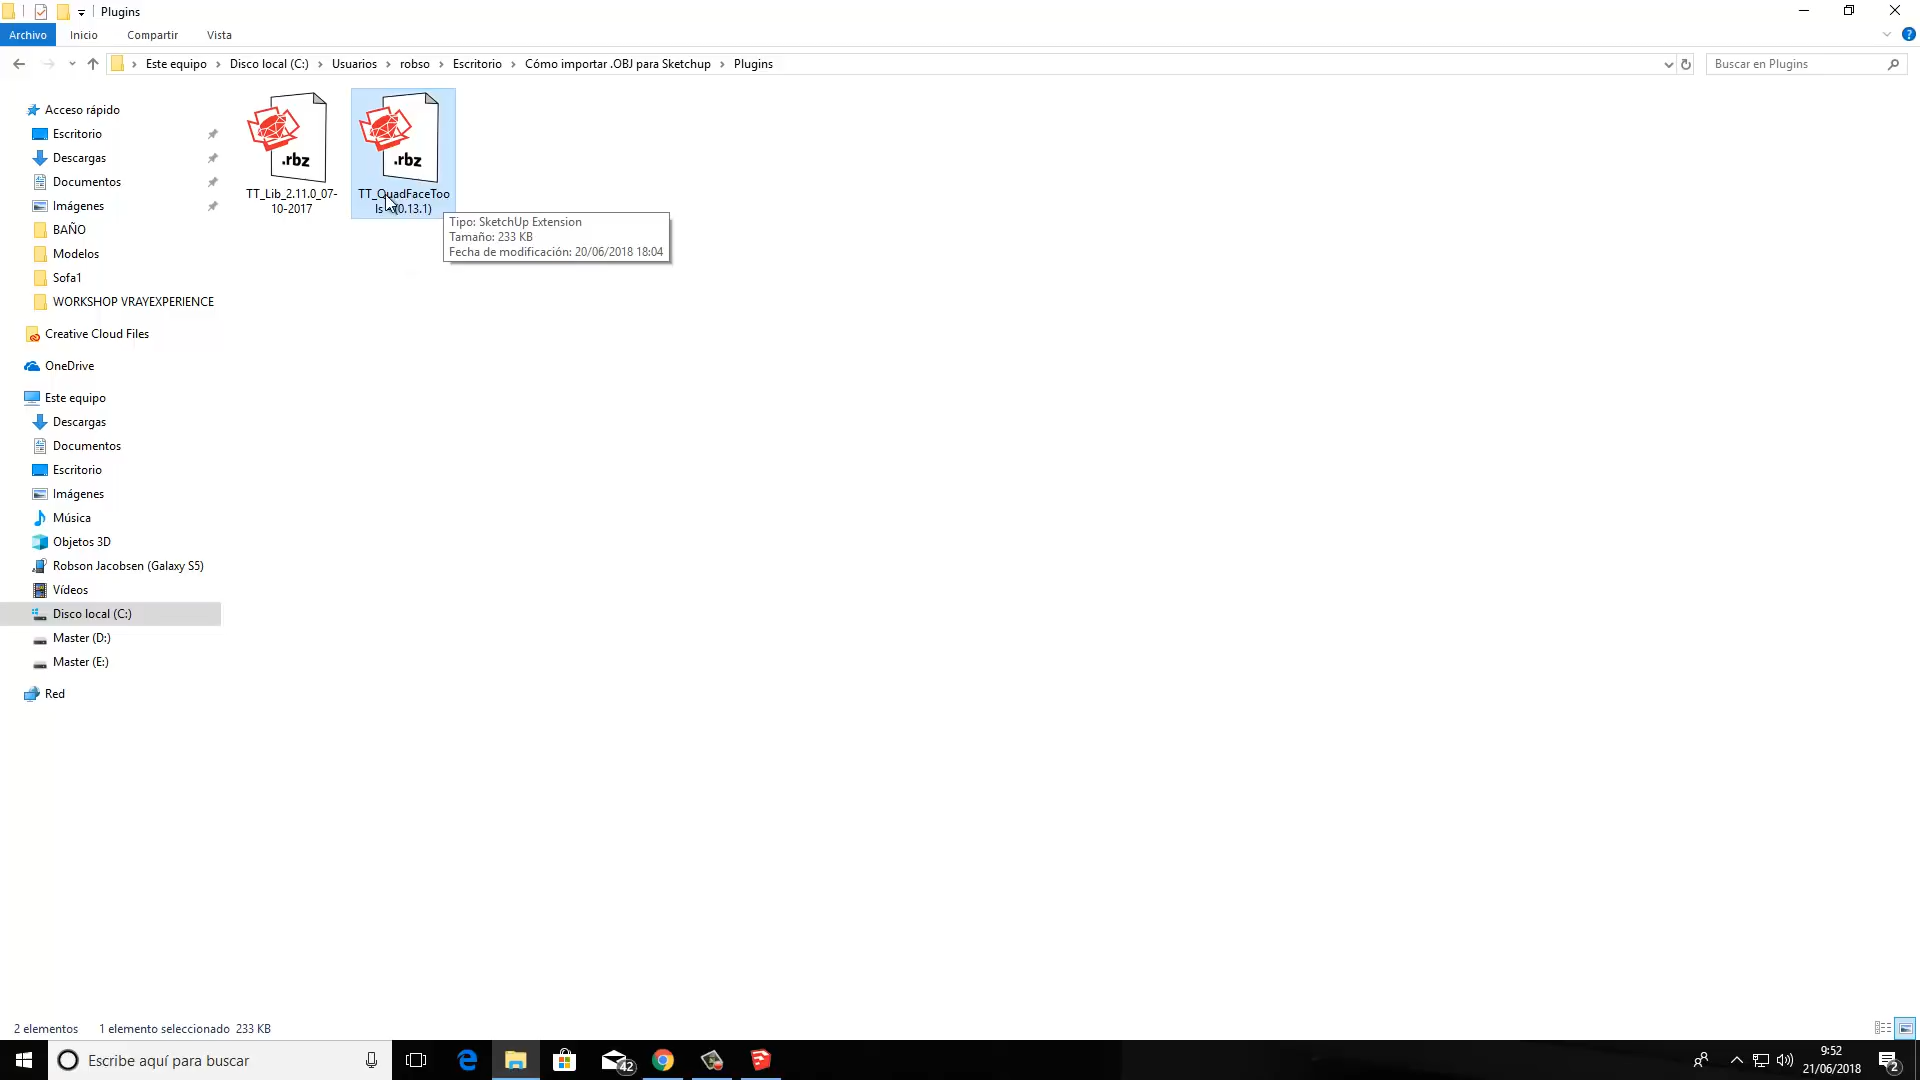 Plugins
Archivo Inicio Compartir Vista
Este equipo Disco local (C:) Usuarios robso Escritorio Cómo importar .OBJ para Sketchup Plugins
Buscar en Plugins
Acceso rápido
Escritorio
Descargas
Documentos
Imágenes
BAÑO
Modelos
Sofa1
WORKSHOP VRAYEXPERIENCE
Creative Cloud Files
OneDrive
Este equipo
Descargas
Documentos
Escritorio
Imágenes
Música
Objetos 3D
Robson Jacobsen (Galaxy S5)
Vídeos
Disco local (C:)
Master (D:)
Master (E:)
Red
.rbz
TT_Lib_2.11.0_07-
10-2017
.rbz
TT_QuadFaceToo
Tipo: SketchUp Extension
Tamaño: 233 KB
Fecha de modificación: 20/06/2018 18:04
2 elementos 1 elemento seleccionado 233 KB
Escribe aquí para buscar
42
9:52
21/06/2018
2